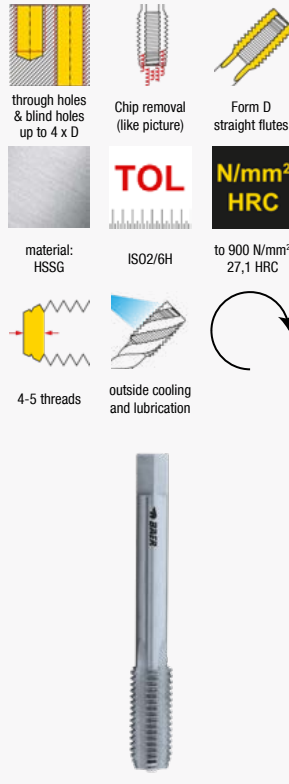 through holes
& blind holes
up to 4 x D
Chip removal
(like picture)
Form D
straight flutes
TOL
N/mm²
HRC
material:
HSSG
ISO2/6H
to 900 N/mm²
27,1 HRC
4-5 threads
outside cooling
and lubrication
BAER